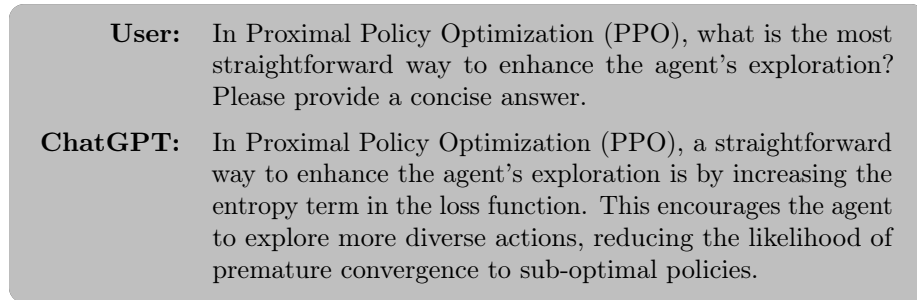 User: In Proximal Policy Optimization (PPO), what is the most
straightforward way to enhance the agent's exploration?
Please provide a concise answer.
ChatGPT: In Proximal Policy Optimization (PPO), a straightforward
way to enhance the agent's exploration is by increasing the
entropy term in the loss function. This encourages the agent
to explore more diverse actions, reducing the likelihood of
premature convergence to sub-optimal policies.